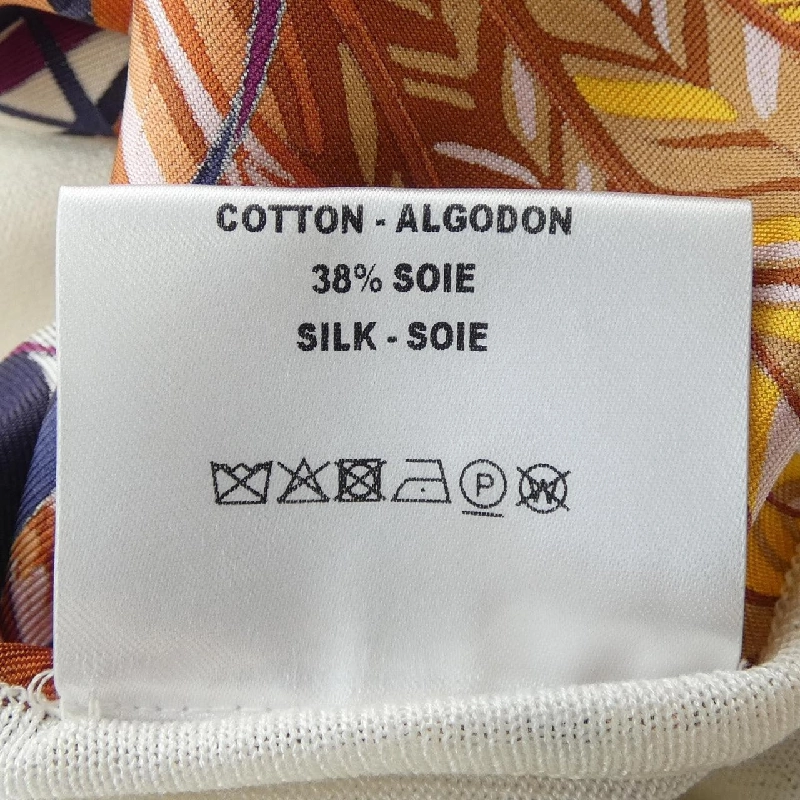 COTTON - ALGODON
38% SOIE
SILK - SOIE
P W